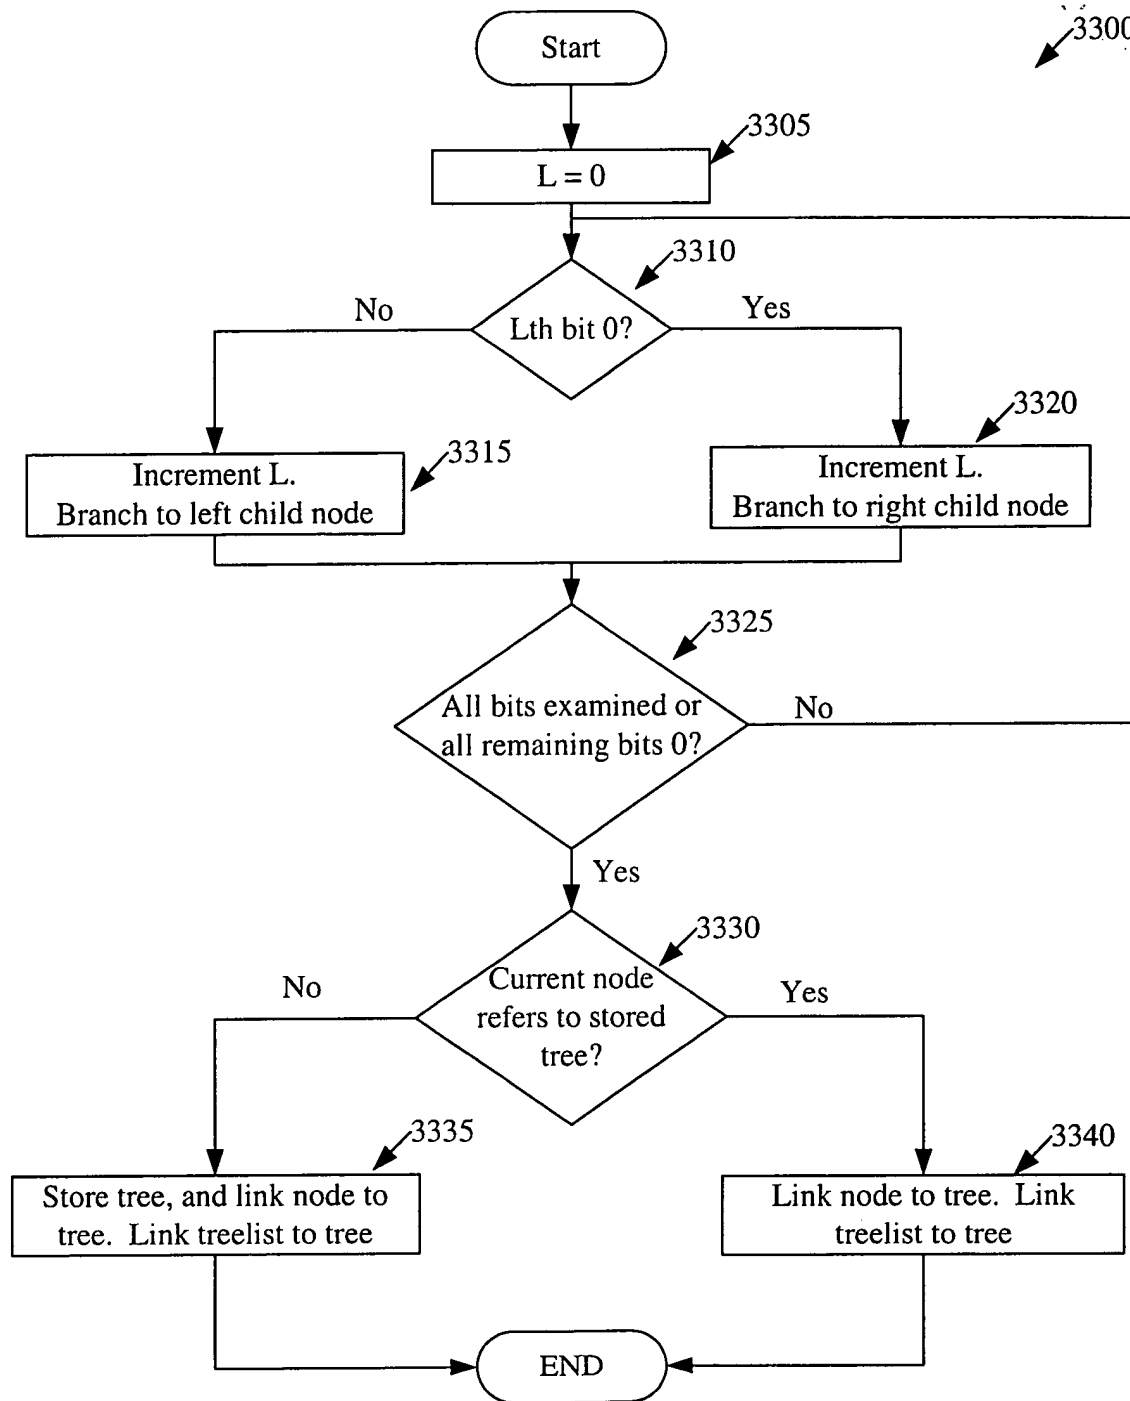 Start
3300
3305
L = 0
3310
No
Lth bit 0?
Yes
3315
3320
Increment L.
Branch to left child node
Increment L.
Branch to right child node
3325
All bits examined or
all remaining bits 0?
No
Yes
3330
No
Current node
refers to stored
tree?
Yes
3335
3340
Store tree, and link node to
tree.  Link treelist to tree
Link node to tree.  Link
treelist to tree
END